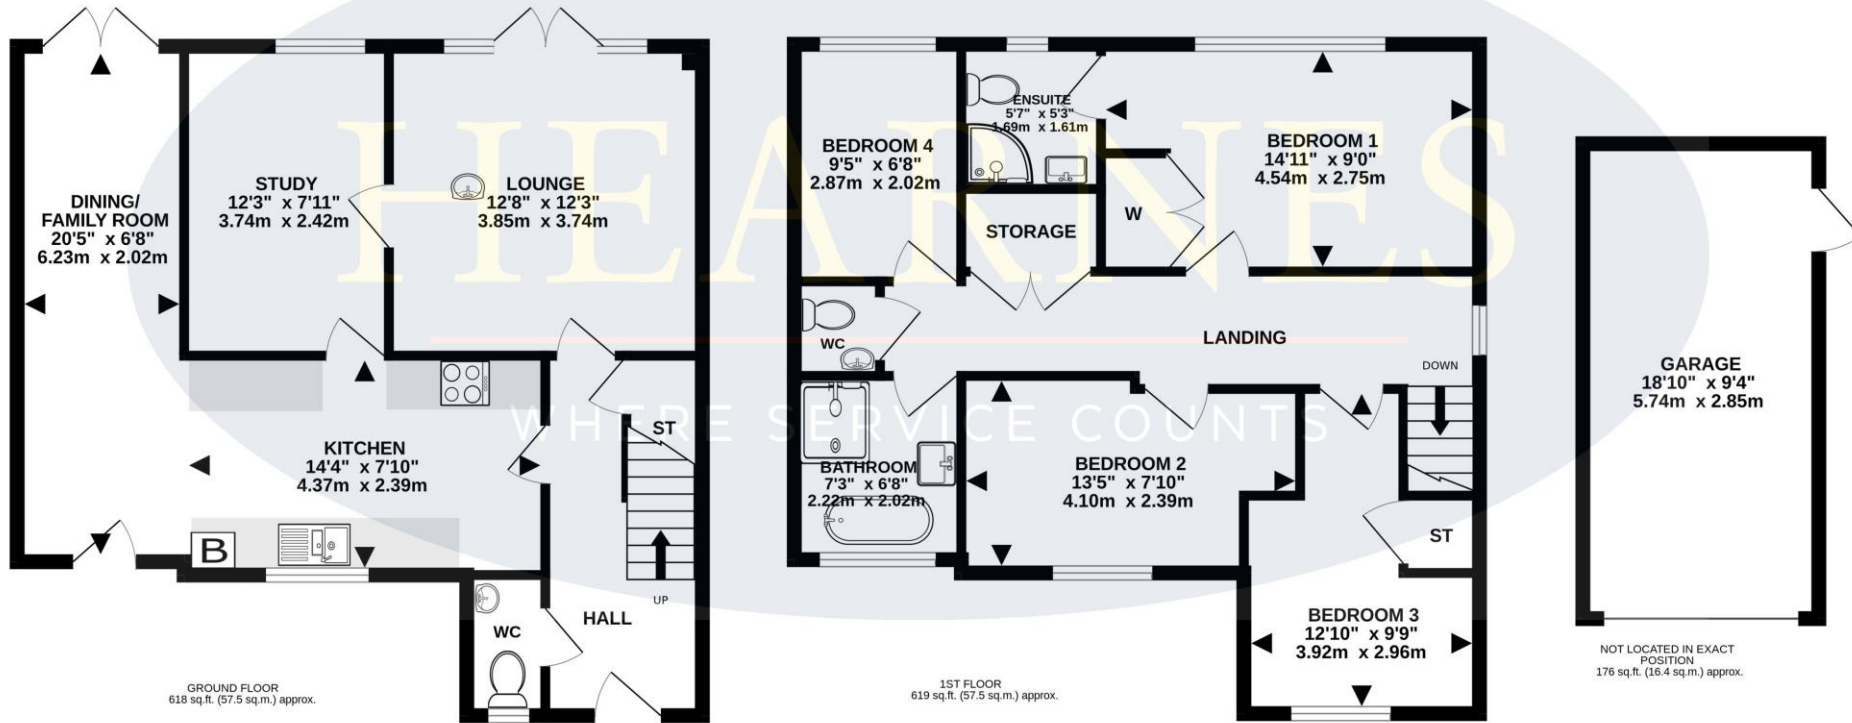 HEARNES
WHERE SERVICE COUNTS
DINING/
FAMILY ROOM
20'5" x 6'8"
6.23m x 2.02m
STUDY
12'3" x 7'11"
3.74m x 2.42m
LOUNGE
12'8" x 12'3"
3.85m x 3.74m
KITCHEN
14'4" x 7'10"
4.37m x 2.39m
B
ST
UP
HALL
WC
GROUND FLOOR
618 sq.ft. (57.5 sq.m.) approx.
BEDROOM 4
9'5" x 6'8"
2.87m x 2.02m
ENSUITE
5'7" x 5'3"
1.69m x 1.61m
BEDROOM 1
14'11" x 9'0"
4.54m x 2.75m
W
STORAGE
WC
LANDING
DOWN
BATHROOM
7'3" x 6'8"
2.22m x 2.02m
BEDROOM 2
13'5" x 7'10"
4.10m x 2.39m
ST
BEDROOM 3
12'10" x 9'9"
3.92m x 2.96m
1ST FLOOR
619 sq.ft. (57.5 sq.m.) approx.
GARAGE
18'10" x 9'4"
5.74m x 2.85m
NOT LOCATED IN EXACT
POSITION
176 sq.ft. (16.4 sq.m.) approx.